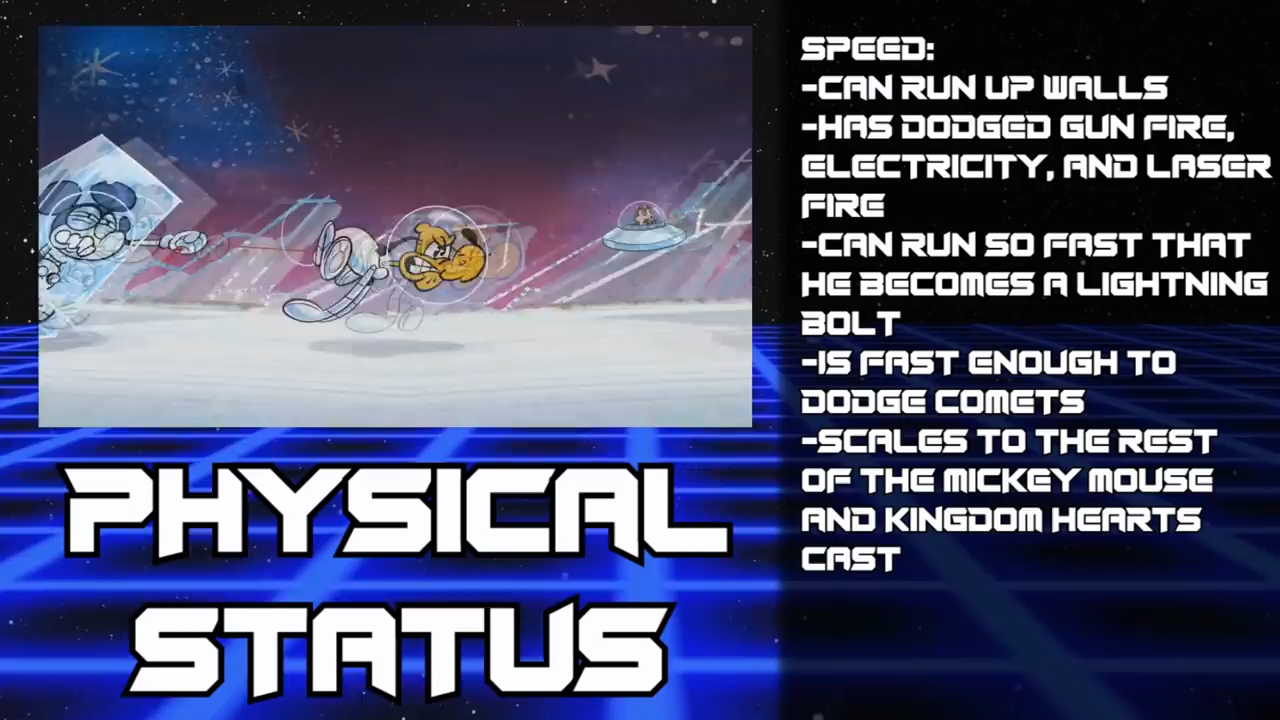 SPEED:
-CAN RUN UP WALLS
-HAS DODGED GUN FIRE,
ELECTRICITY, AND LASER
FIRE
-CAN RUN SO FAST THAT
HE BECOMES A LIGHTNING
BOLT
-IS FAST ENOUGH TO
DODGE COMETS
-SCALES TO THE REST
OF THE MICKEY MOUSE
AND KINGDOM HEARTS
CAST
PHYSICAL
STATUS